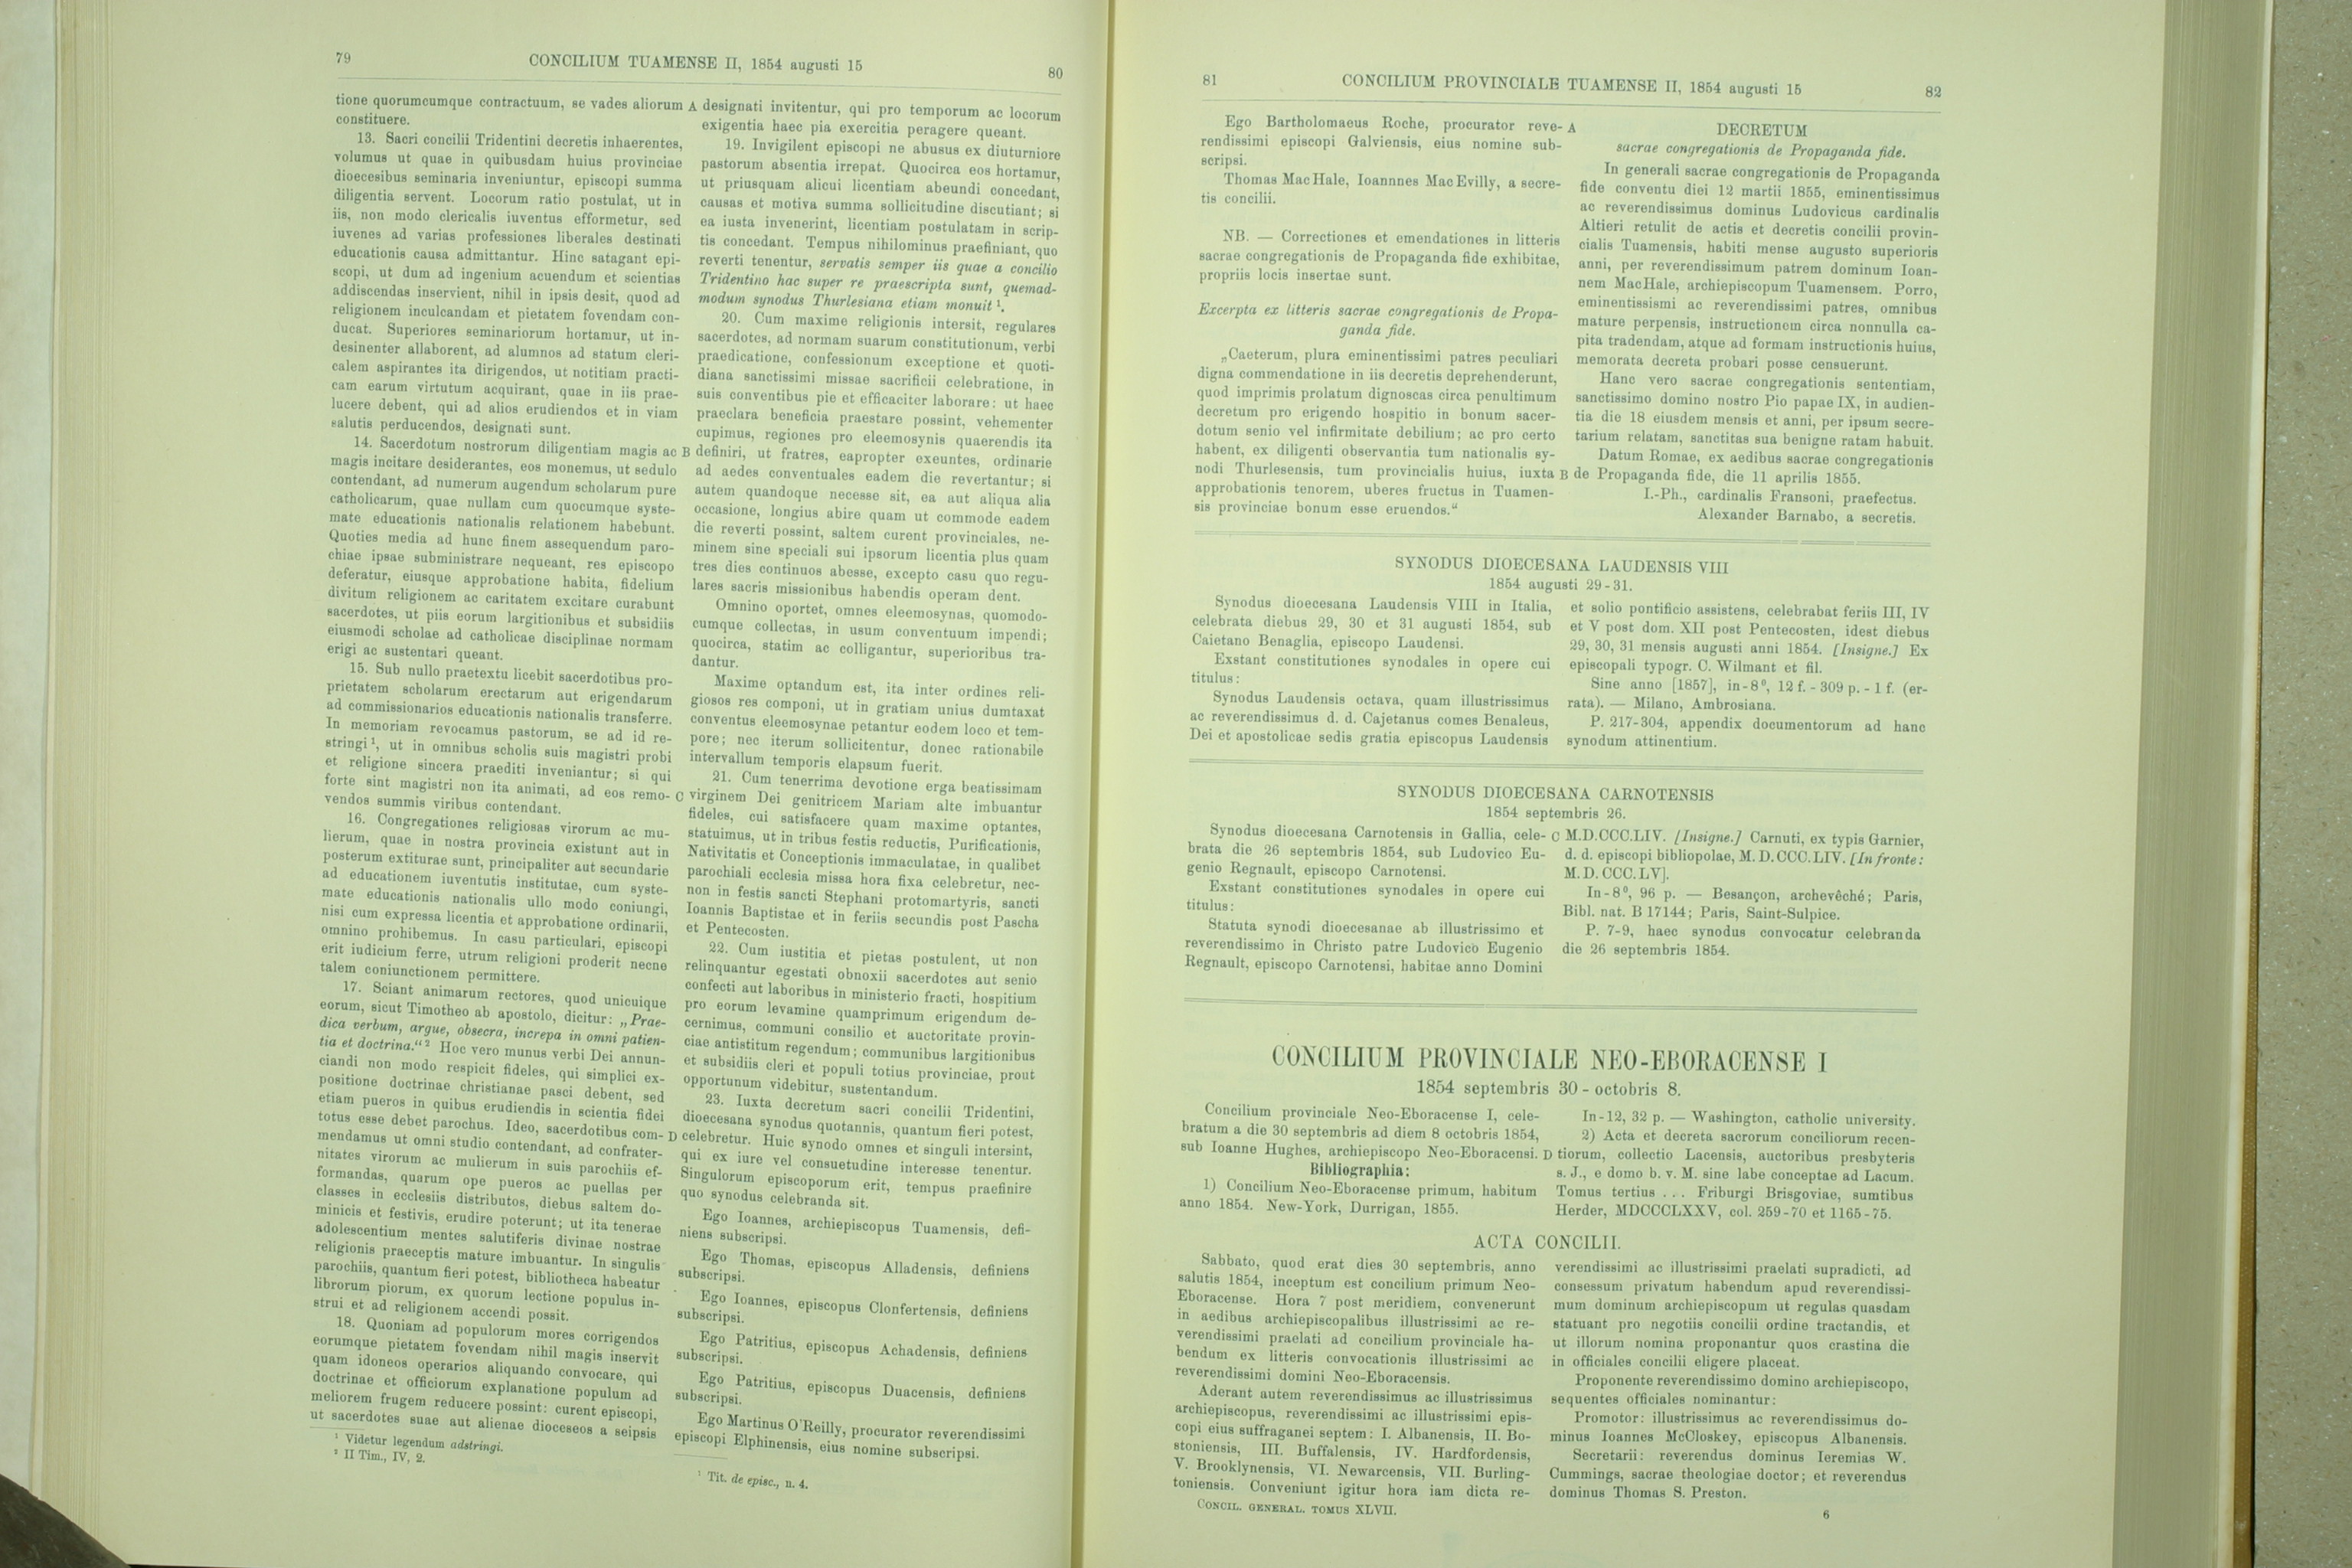 79
CONCILIUM TUAMENSE II, 1854 augusti 15
80
tione quorumcumque contractuum, se vades aliorum
constituere.
13. Sacri concilii Tridentini decretis inhaerentes,
volumus ut quae in quibusdam huius provinciae
dioecesibus seminaria inveniuntur, episcopi summa
diligentia servent. Locorum ratio postulat, ut in
iis, non modo clericalis iuventus efformetur, sed
iuvenes ad varias professiones liberales destinati
educationis causa admittantur. Hinc satagant epi-
scopi, ut dum ad ingenium acuendum et scientias
addiscendas inservient, nihil in ipsis desit, quod ad
religionem inculcandam et pietatem fovendam con-
ducat. Superiores seminariorum hortamur, ut in-
desinenter allaborent, ad alumnos ad statum cleri-
calem aspirantes ita dirigendos, ut notitiam practi-
cam earum virtutum acquirant, quae in iis prae-
lucere debent, qui ad alios erudiendos et in viam
salutis perducendos, designati sunt.
14. Sacerdotum nostrorum diligentiam magis ac
magis incitare desiderantes, eos monemus, ut sedulo
contendant, ad numerum augendum scholarum pure
catholicarum, quae nullam cum quocumque syste-
mate educationis nationalis relationem habebunt.
Quoties media ad hunc finem assequendum paro-
chiae ipsae subministrare nequeant, res episcopo
deferatur, eiusque approbatione habita, fidelium
divitum religionem ac caritatem excitare curabunt
sacerdotes, ut piis eorum largitionibus et subsidiis
eiusmodi scholae ad catholicae disciplinae normam
erigi ac sustentari queant.
15. Sub nullo praetextu licebit sacerdotibus pro-
prietatem scholarum erectarum aut erigendarum
ad commissionarios educationis nationalis transferre.
In memoriam revocamus pastorum, se ad id re-
stringi ¹, ut in omnibus scholis suis magistri probi
et religione sincera praediti inveniantur; si qui
forte sint magistri non ita animati, ad eos remo-
vendos summis viribus contendant.
16. Congregationes religiosas virorum ac mu-
lierum, quae in nostra provincia existunt aut in
posterum extiturae sunt, principaliter aut secundarie
ad educationem iuventutis institutae, cum syste-
mate educationis nationalis ullo modo coniungi,
nisi cum expressa licentia et approbatione ordinarii,
omnino prohibemus. In casu particulari, episcopi
erit iudicium ferre, utrum religioni proderit necne
talem coniunctionem permittere.
17. Sciant animarum rectores, quod unicuique
eorum, sicut Timotheo ab apostolo, dicitur: „Prae-
dica verbum, argue, obsecra, increpa in omni patien-
tia et doctrina.“ ² Hoc vero munus verbi Dei annun-
ciandi non modo respicit fideles, qui simplici ex-
positione doctrinae christianae pasci debent, sed
etiam pueros in quibus erudiendis in scientia fidei
totus esse debet parochus. Ideo, sacerdotibus com-
mendamus ut omni studio contendant, ad confrater-
nitates virorum ac mulierum in suis parochiis ef-
formandas, quarum ope pueros ac puellas per
classes in ecclesiis distributos, diebus saltem do-
minicis et festivis, erudire poterunt; ut ita tenerae
adolescentium mentes salutiferis divinae nostrae
religionis praeceptis mature imbuantur. In singulis
parochiis, quantum fieri potest, bibliotheca habeatur
librorum piorum, ex quorum lectione populus in-
strui et ad religionem accendi possit.
18. Quoniam ad populorum mores corrigendos
eorumque pietatem fovendam nihil magis inservit
quam idoneos operarios aliquando convocare, qui
doctrinae et officiorum explanatione populum ad
meliorem frugem reducere possint: curent episcopi,
ut sacerdotes suae aut alienae dioceseos a seipsis
¹ Videtur legendum adstringi.
² II Tim., IV, 2.
A
B
C
D
designati invitentur, qui pro temporum ac locorum
exigentia haec pia exercitia peragere queant.
19. Invigilent episcopi ne abusus ex diuturniore
pastorum absentia irrepat. Quocirca eos hortamur,
ut priusquam alicui licentiam abeundi concedant,
causas et motiva summa sollicitudine discutiant; si
ea iusta invenerint, licentiam postulatam in scrip-
tis concedant. Tempus nihilominus praefiniant, quo
reverti tenentur, servatis semper iis quae a concilio
Tridentino hac super re praescripta sunt, quemad-
modum synodus Thurlesiana etiam monuit ¹.
20. Cum maxime religionis intersit, regulares
sacerdotes, ad normam suarum constitutionum, verbi
praedicatione, confessionum exceptione et quoti-
diana sanctissimi missae sacrificii celebratione, in
suis conventibus pie et efficaciter laborare: ut haec
praeclara beneficia praestare possint, vehementer
cupimus, regiones pro eleemosynis quaerendis ita
definiri, ut fratres, eapropter exeuntes, ordinarie
ad aedes conventuales eadem die revertantur; si
autem quandoque necesse sit, ea aut aliqua alia
occasione, longius abire quam ut commode eadem
die reverti possint, saltem curent provinciales, ne-
minem sine speciali sui ipsorum licentia plus quam
tres dies continuos abesse, excepto casu quo regu-
lares sacris missionibus habendis operam dent.
Omnino oportet, omnes eleemosynas, quomodo-
cumque collectas, in usum conventuum impendi;
quocirca, statim ac colligantur, superioribus tra-
dantur.
Maxime optandum est, ita inter ordines reli-
giosos res componi, ut in gratiam unius dumtaxat
conventus eleemosynae petantur eodem loco et tem-
pore; nec iterum sollicitentur, donec rationabile
intervallum temporis elapsum fuerit.
21. Cum tenerrima devotione erga beatissimam
virginem Dei genitricem Mariam alte imbuantur
fideles, cui satisfacere quam maxime optantes,
statuimus, ut in tribus festis reductis, Purificationis,
Nativitatis et Conceptionis immaculatae, in qualibet
parochiali ecclesia missa hora fixa celebretur, nec-
non in festis sancti Stephani protomartyris, sancti
Ioannis Baptistae et in feriis secundis post Pascha
et Pentecosten.
22. Cum iustitia et pietas postulent, ut non
relinquantur egestati obnoxii sacerdotes aut senio
confecti aut laboribus in ministerio fracti, hospitium
pro eorum levamine quamprimum erigendum de-
cernimus, communi consilio et auctoritate provin-
ciae antistitum regendum; communibus largitionibus
et subsidiis cleri et populi totius provinciae, prout
opportunum videbitur, sustentandum.
23. Iuxta decretum sacri concilii Tridentini,
dioecesana synodus quotannis, quantum fieri potest,
celebretur. Huic synodo omnes et singuli intersint,
qui ex iure vel consuetudine interesse tenentur.
Singulorum episcoporum erit, tempus praefinire
quo synodus celebranda sit.
Ego Ioannes, archiepiscopus Tuamensis, defi-
niens subscripsi.
Ego Thomas, episcopus Alladensis, definiens
subscripsi.
Ego Ioannes, episcopus Clonfertensis, definiens
subscripsi.
Ego Patritius, episcopus Achadensis, definiens
subscripsi.
Ego Patritius, episcopus Duacensis, definiens
subscripsi.
Ego Martinus O'Reilly, procurator reverendissimi
episcopi Elphinensis, eius nomine subscripsi.
¹ Tit. de episc., n. 4.
81
CONCILIUM PROVINCIALE TUAMENSE II, 1854 augusti 15
82
Ego Bartholomaeus Roche, procurator reve-
rendissimi episcopi Galviensis, eius nomine sub-
scripsi.
Thomas Mac Hale, Ioannnes Mac Evilly, a secre-
tis concilii.
NB. — Correctiones et emendationes in litteris
sacrae congregationis de Propaganda fide exhibitae,
propriis locis insertae sunt.
Excerpta ex litteris sacrae congregationis de Propa-
ganda fide.
„Caeterum, plura eminentissimi patres peculiari
digna commendatione in iis decretis deprehenderunt,
quod imprimis prolatum dignoscas circa penultimum
decretum pro erigendo hospitio in bonum sacer-
dotum senio vel infirmitate debilium; ac pro certo
habent, ex diligenti observantia tum nationalis sy-
nodi Thurlesensis, tum provincialis huius, iuxta
approbationis tenorem, uberes fructus in Tuamen-
sis provinciae bonum esse eruendos.“
A
B
DECRETUM
sacrae congregationis de Propaganda fide.
In generali sacrae congregationis de Propaganda
fide conventu diei 12 martii 1855, eminentissimus
ac reverendissimus dominus Ludovicus cardinalis
Altieri retulit de actis et decretis concilii provin-
cialis Tuamensis, habiti mense augusto superioris
anni, per reverendissimum patrem dominum Ioan-
nem Mac Hale, archiepiscopum Tuamensem. Porro,
eminentissimi ac reverendissimi patres, omnibus
mature perpensis, instructionem circa nonnulla ca-
pita tradendam, atque ad formam instructionis huius,
memorata decreta probari posse censuerunt.
Hanc vero sacrae congregationis sententiam,
sanctissimo domino nostro Pio papae IX, in audien-
tia die 18 eiusdem mensis et anni, per ipsum secre-
tarium relatam, sanctitas sua benigne ratam habuit.
Datum Romae, ex aedibus sacrae congregationis
de Propaganda fide, die 11 aprilis 1855.
I.-Ph., cardinalis Fransoni, praefectus.
Alexander Barnabo, a secretis.
SYNODUS DIOECESANA LAUDENSIS VIII
1854 augusti 29-31.
Synodus dioecesana Laudensis VIII in Italia,
celebrata diebus 29, 30 et 31 augusti 1854, sub
Caietano Benaglia, episcopo Laudensi.
Exstant constitutiones synodales in opere cui
titulus:
Synodus Laudensis octava, quam illustrissimus
ac reverendissimus d. d. Cajetanus comes Benaleus,
Dei et apostolicae sedis gratia episcopus Laudensis
et solio pontificio assistens, celebrabat feriis III, IV
et V post dom. XII post Pentecosten, idest diebus
29, 30, 31 mensis augusti anni 1854. [Insigne.] Ex
episcopali typogr. C. Wilmant et fil.
Sine anno [1857], in-8⁰, 12 f. - 309 p. - 1 f. (er-
rata). — Milano, Ambrosiana.
P. 217-304, appendix documentorum ad hanc
synodum attinentium.
SYNODUS DIOECESANA CARNOTENSIS
1854 septembris 26.
Synodus dioecesana Carnotensis in Gallia, cele-
brata die 26 septembris 1854, sub Ludovico Eu-
genio Regnault, episcopo Carnotensi.
Exstant constitutiones synodales in opere cui
titulus:
Statuta synodi dioecesanae ab illustrissimo et
reverendissimo in Christo patre Ludovico Eugenio
Regnault, episcopo Carnotensi, habitae anno Domini
C
M.D.CCC.LIV. [Insigne.] Carnuti, ex typis Garnier,
d. d. episcopi bibliopolae, M.D.CCC.LIV. [In fronte:
M.D.CCC.LV].
In-8⁰, 96 p. — Besançon, archevêché; Paris,
Bibl. nat. B 17144; Paris, Saint-Sulpice.
P. 7-9, haec synodus convocatur celebranda
die 26 septembris 1854.
CONCILIUM PROVINCIALE NEO-EBORACENSE I
1854 septembris 30 - octobris 8.
Concilium provinciale Neo-Eboracense I, cele-
bratum a die 30 septembris ad diem 8 octobris 1854,
sub Ioanne Hughes, archiepiscopo Neo-Eboracensi.
Bibliographia:
1) Concilium Neo-Eboracense primum, habitum
anno 1854. New-York, Durrigan, 1855.
D
In-12, 32 p. — Washington, catholic university.
2) Acta et decreta sacrorum conciliorum recen-
tiorum, collectio Lacensis, auctoribus presbyteris
s. J., e domo b. v. M. sine labe conceptae ad Lacum.
Tomus tertius . . . Friburgi Brisgoviae, sumtibus
Herder, MDCCCLXXV, col. 259-70 et 1165-75.
ACTA CONCILII.
Sabbato, quod erat dies 30 septembris, anno
salutis 1854, inceptum est concilium primum Neo-
Eboracense. Hora 7 post meridiem, convenerunt
in aedibus archiepiscopalibus illustrissimi ac re-
verendissimi praelati ad concilium provinciale ha-
bendum ex litteris convocationis illustrissimi ac
reverendissimi domini Neo-Eboracensis.
Aderant autem reverendissimus ac illustrissimus
archiepiscopus, reverendissimi ac illustrissimi epis-
copi eius suffraganei septem: I. Albanensis, II. Bo-
stoniensis, III. Buffalensis, IV. Hardfordensis,
V. Brooklynensis, VI. Newarcensis, VII. Burling-
toniensis. Conveniunt igitur hora iam dicta re-
verendissimi ac illustrissimi praelati supradicti, ad
consessum privatum habendum apud reverendissi-
mum dominum archiepiscopum ut regulas quasdam
statuant pro negotiis concilii ordine tractandis, et
ut illorum nomina proponantur quos crastina die
in officiales concilii eligere placeat.
Proponente reverendissimo domino archiepiscopo,
sequentes officiales nominantur:
Promotor: illustrissimus ac reverendissimus do-
minus Ioannes McCloskey, episcopus Albanensis.
Secretarii: reverendus dominus Ieremias W.
Cummings, sacrae theologiae doctor; et reverendus
dominus Thomas S. Preston.
CONCIL. GENERAL. TOMUS XLVII.
6